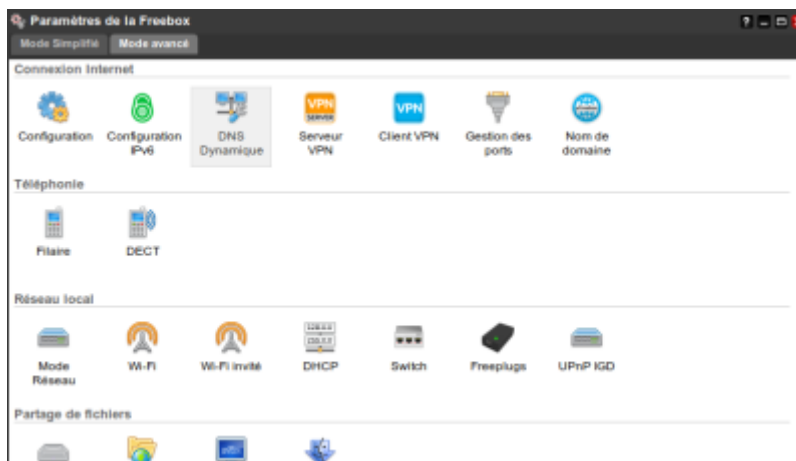 Paramètres de la Freebox
Mode Simplifié Mode avancé
Connexion Internet
Configuration
Configuration IPv6
DNS Dynamique
VPN SERVER
Serveur VPN
VPN
Client VPN
Gestion des ports
Nom de domaine
Téléphonie
Filaire
DECT
Réseau local
Mode Réseau
Wi-Fi
Wi-Fi invité
DHCP
Switch
Freeplugs
UPnP IGD
Partage de fichiers